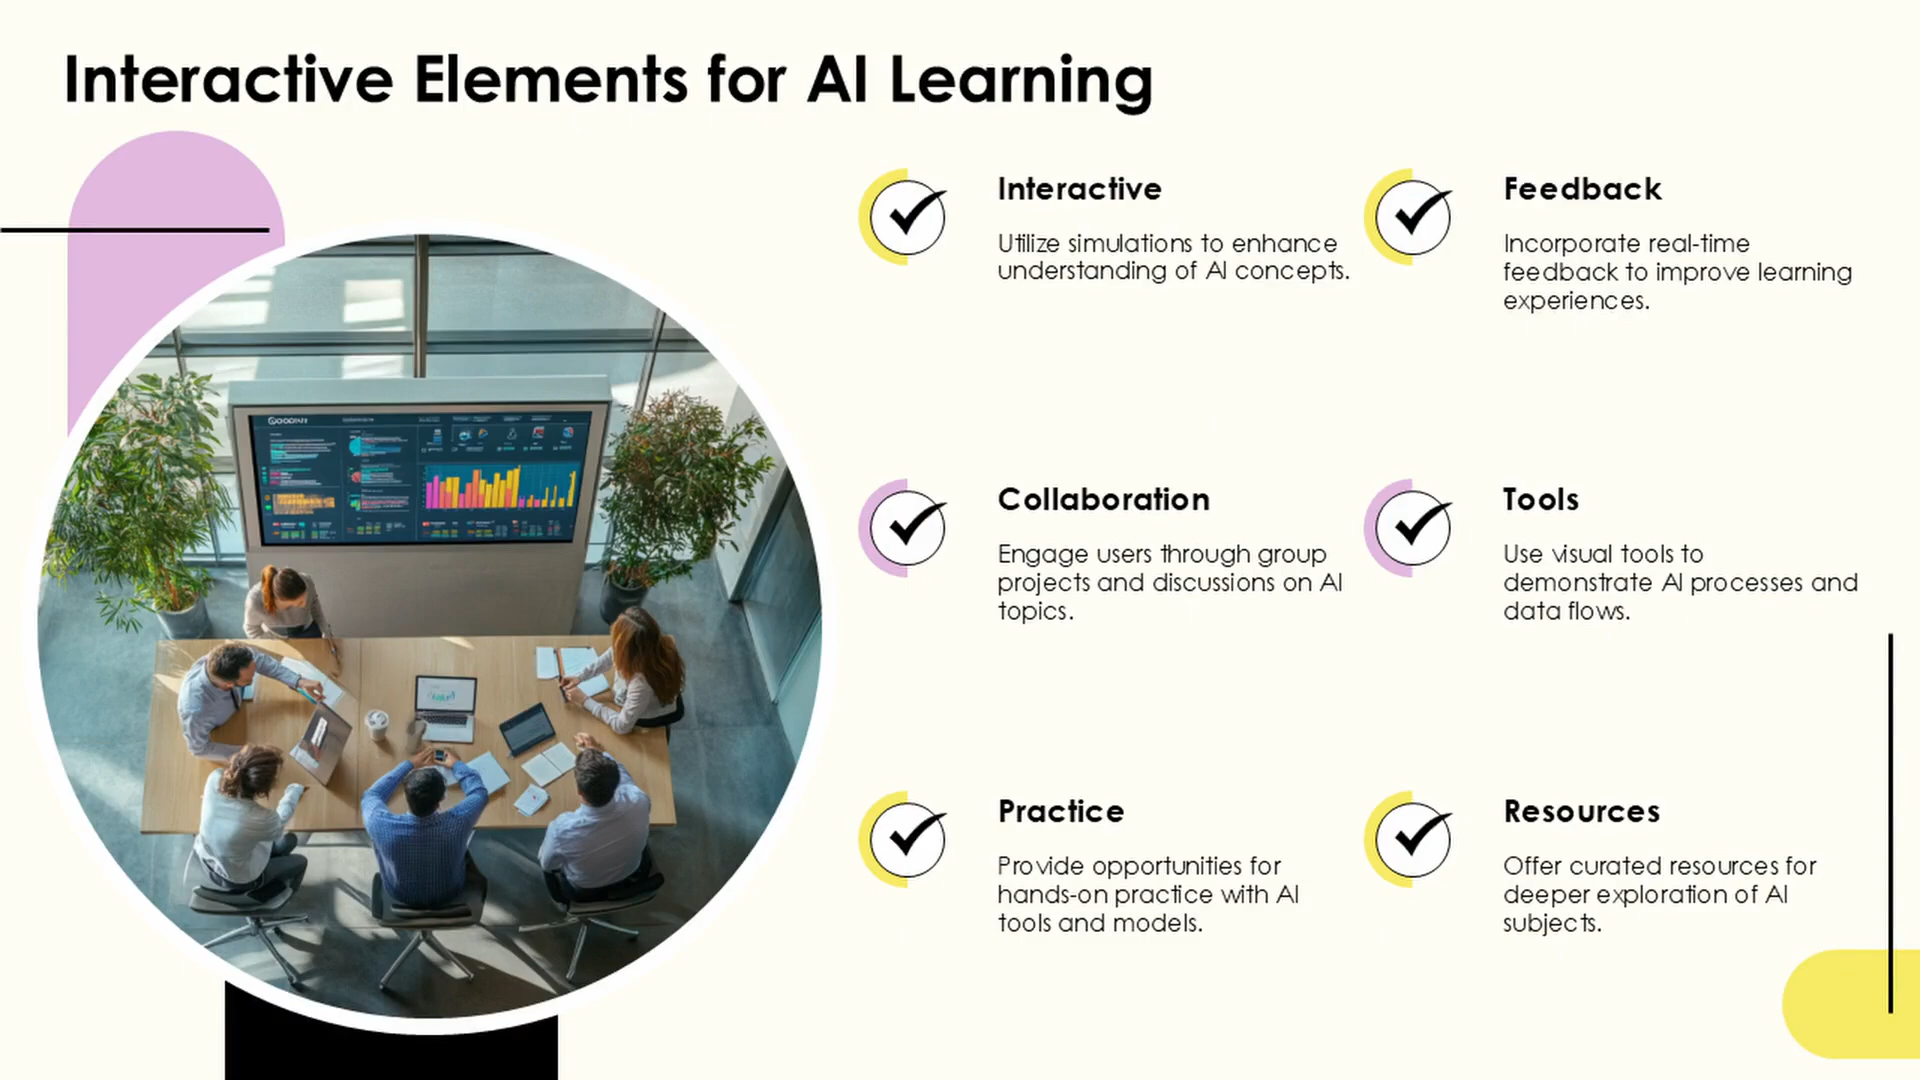 Interactive Elements for AI Learning
Interactive
Utilize simulations to enhance
understanding of AI concepts.
Feedback
Incorporate real-time
feedback to improve learning
experiences.
Collaboration
Engage users through group
projects and discussions on AI
topics.
Tools
Use visual tools to
demonstrate AI processes and
data flows.
Practice
Provide opportunities for
hands-on practice with AI
tools and models.
Resources
Offer curated resources for
deeper exploration of AI
subjects.